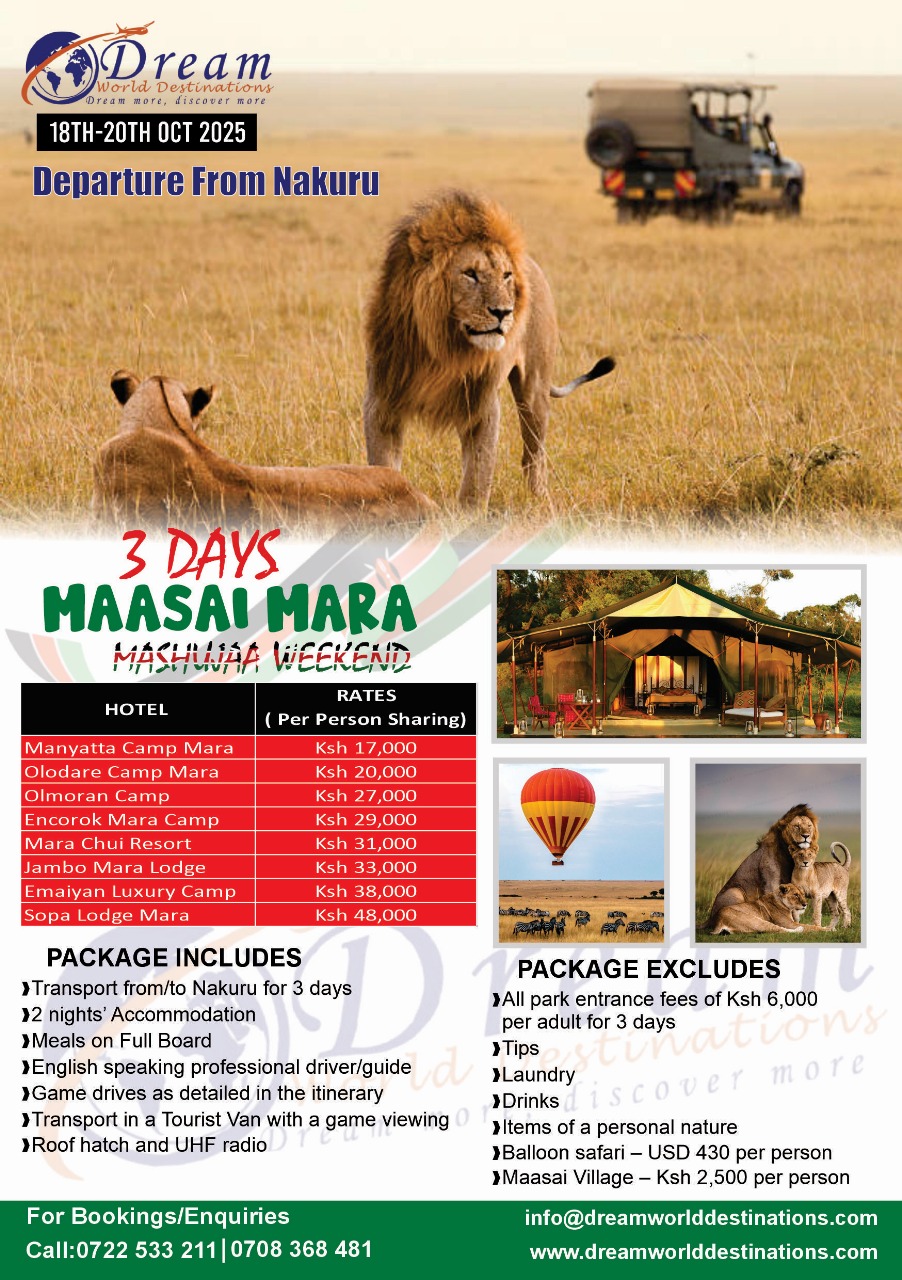 Dream
World Destinations
Dream more, discover more
18TH-20TH OCT 2025
Departure From Nakuru
3 DAYS
MAASAI MARA
MASHUJAA WEEKEND
HOTEL
RATES
( Per Person Sharing)
Manyatta Camp Mara Ksh 17,000
Olodare Camp Mara Ksh 20,000
Olmoran Camp Ksh 27,000
Encorok Mara Camp Ksh 29,000
Mara Chui Resort Ksh 31,000
Jambo Mara Lodge Ksh 33,000
Emaiyan Luxury Camp Ksh 38,000
Sopa Lodge Mara Ksh 48,000
PACKAGE INCLUDES
❱Transport from/to Nakuru for 3 days
❱2 nights’ Accommodation
❱Meals on Full Board
❱English speaking professional driver/guide
❱Game drives as detailed in the itinerary
❱Transport in a Tourist Van with a game viewing
❱Roof hatch and UHF radio
PACKAGE EXCLUDES
❱All park entrance fees of Ksh 6,000
per adult for 3 days
❱Tips
❱Laundry
❱Drinks
❱Items of a personal nature
❱Balloon safari – USD 430 per person
❱Maasai Village – Ksh 2,500 per person
Dream
World Destinations
Dream more, discover more
For Bookings/Enquiries
Call:0722 533 211|0708 368 481
info@dreamworlddestinations.com
www.dreamworlddestinations.com